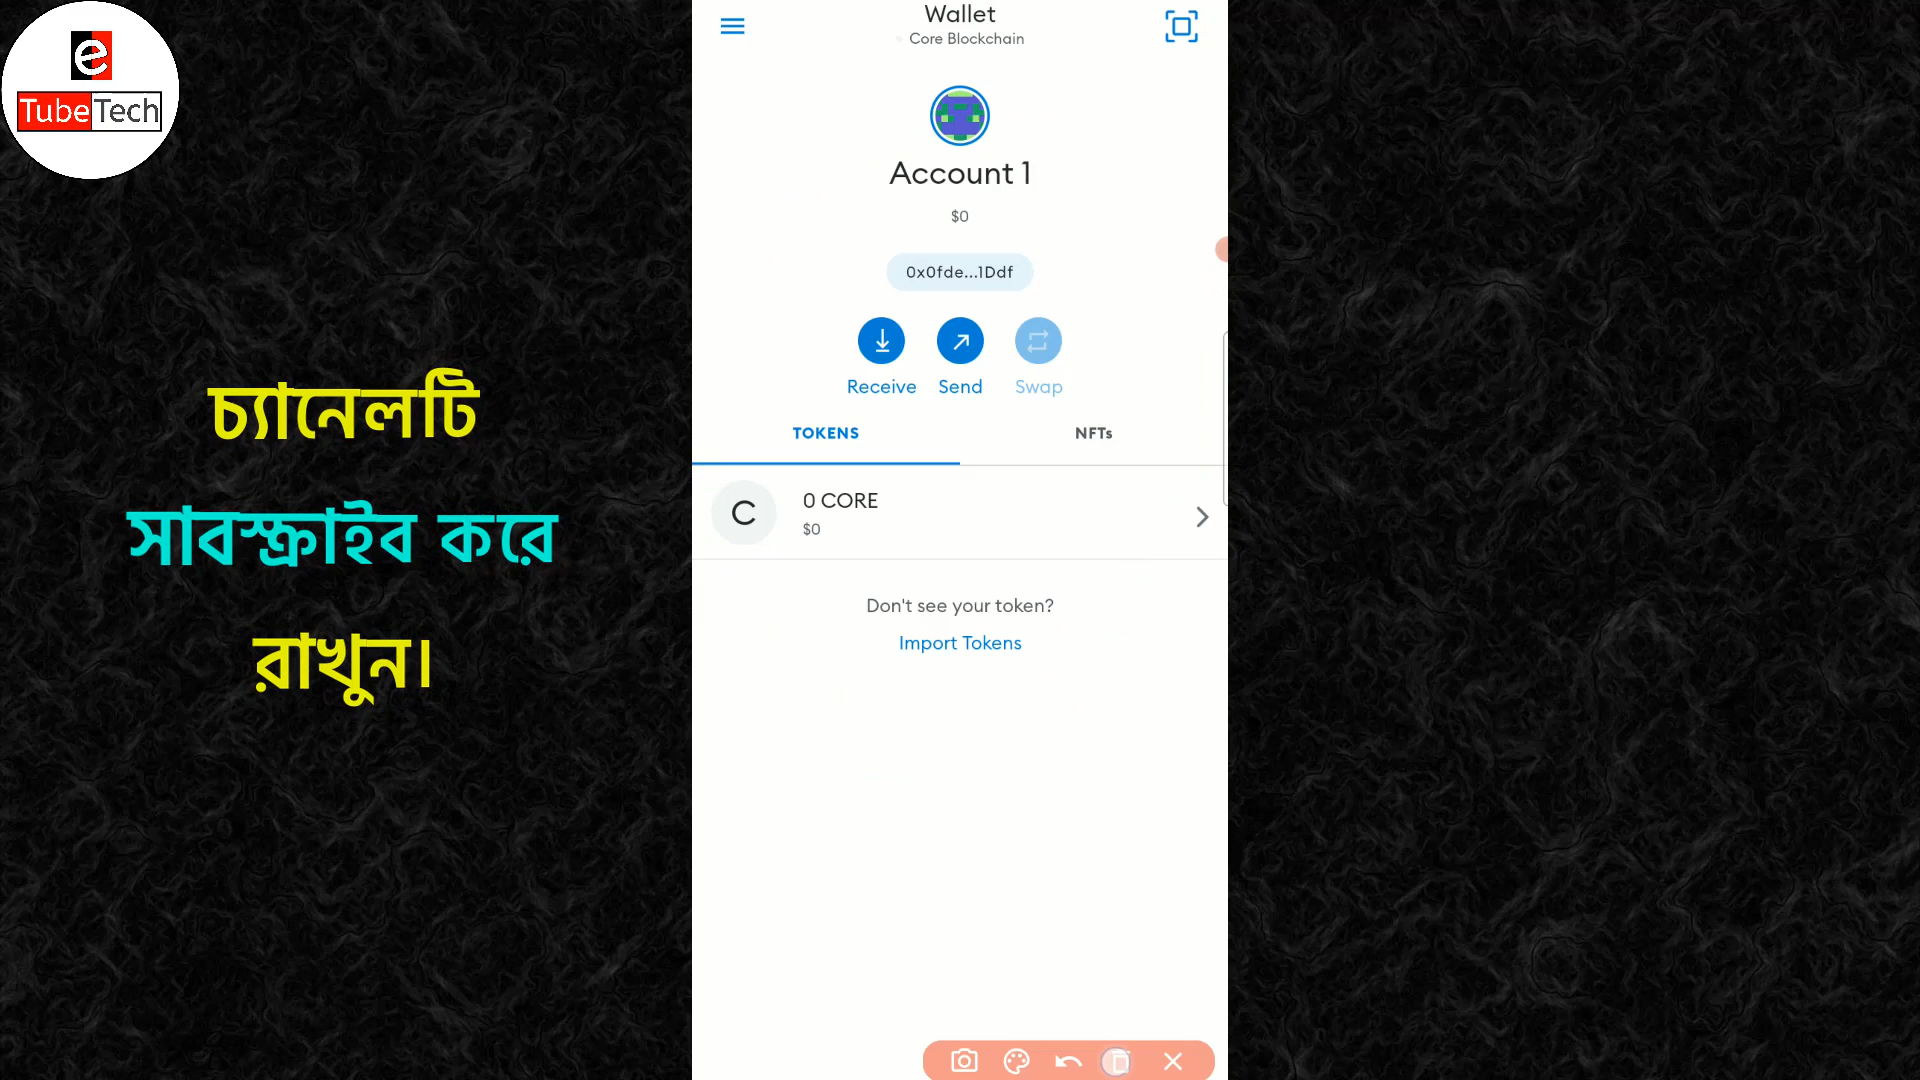 e
TubeTech
চ্যানেলটি
সাবস্ক্রাইব করে
রাখুন।
Wallet
Core Blockchain
Account 1
$0
0x0fde...1Ddf
Receive Send Swap
TOKENS NFTs
C
0 CORE
$0
Don't see your token?
Import Tokens